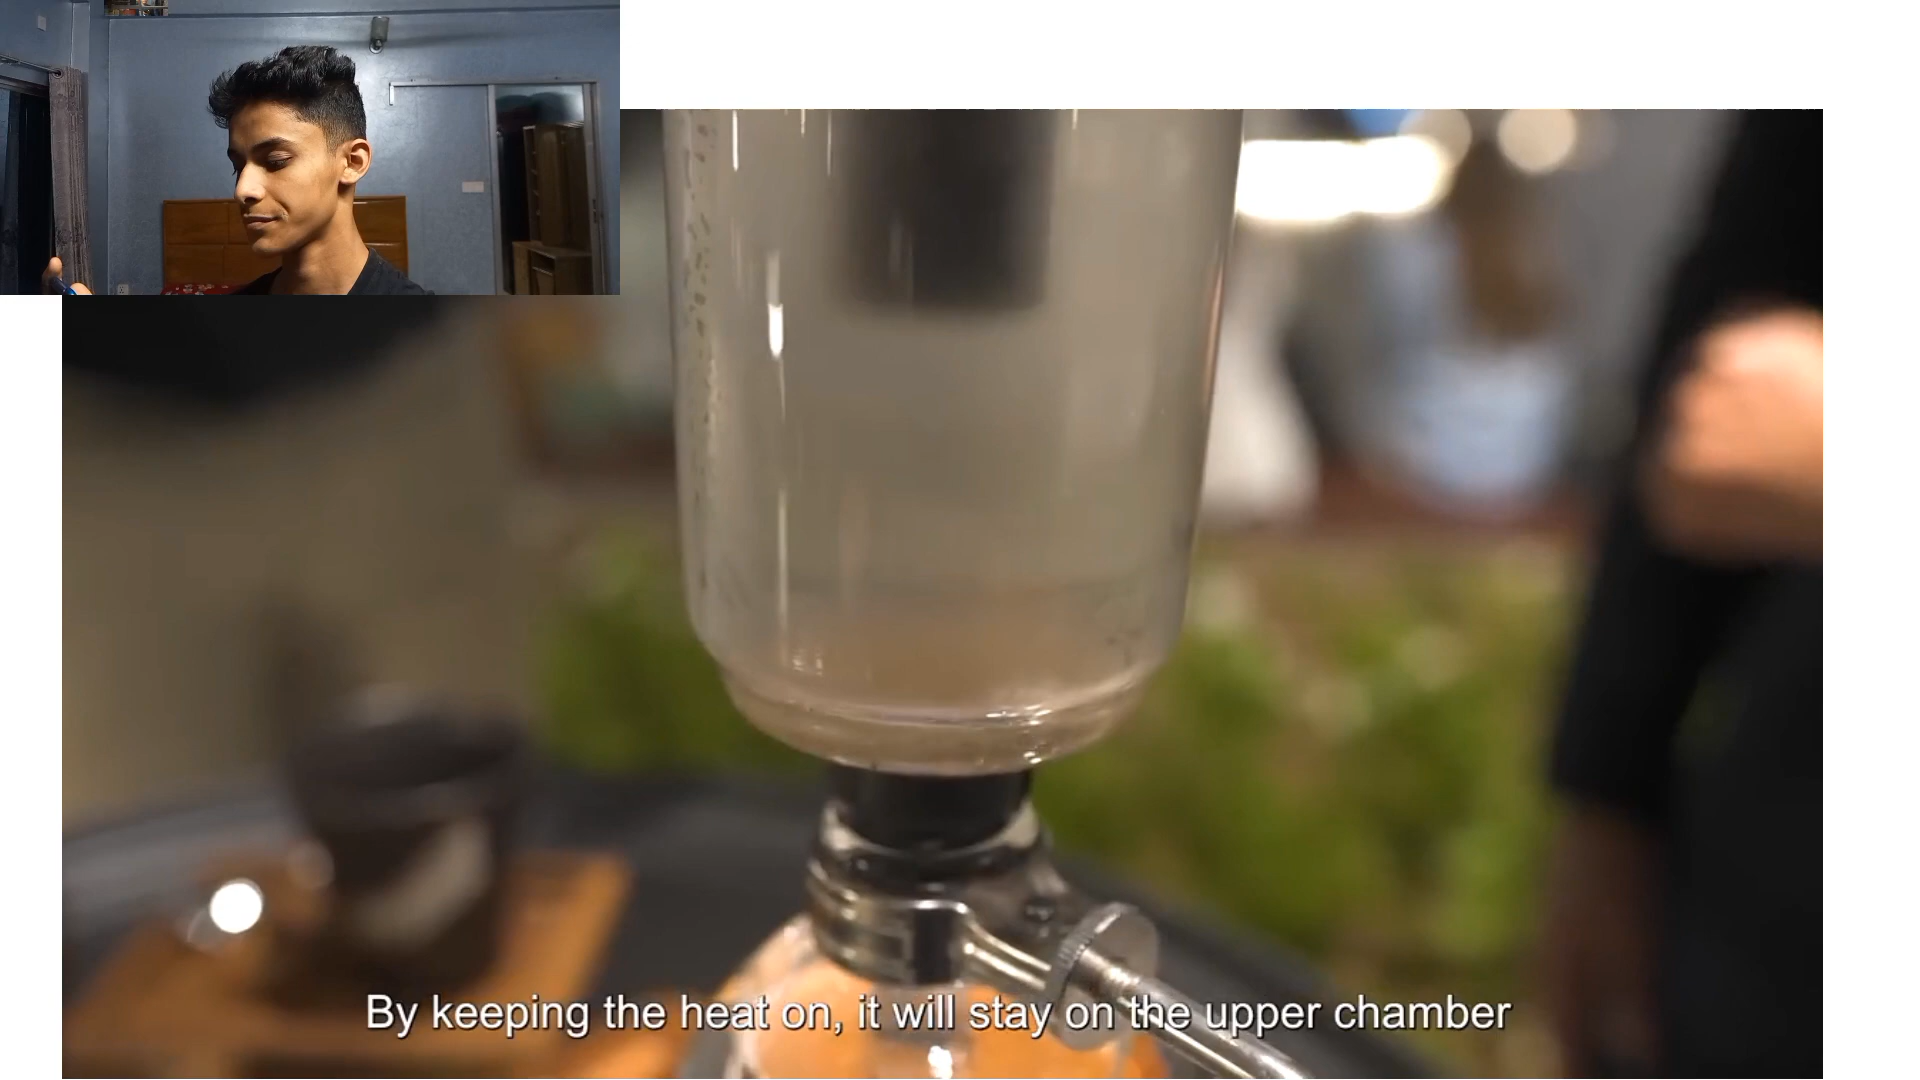 By keeping the heat on, it will stay on the upper chamber